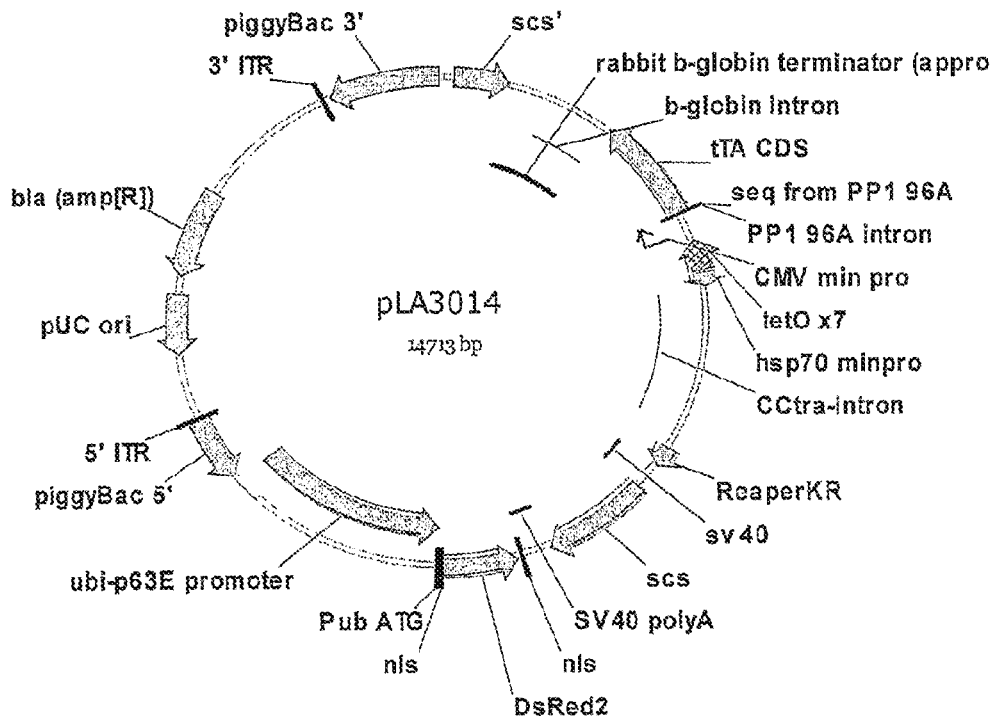 piggyBac 3'
scs'
3' ITR
rabbit b-globin terminator (appro
b-globin intron
tTA CDS
bla (amp[R])
seq from PP1 96A
PP1 96A intron
CMV min pro
tetO x7
pLA3014
14713 bp
pUC ori
hsp70 minpro
CCtra-intron
5' ITR
piggyBac 5'
ReaperKR
sv40
ubi-p63E promoter
scs
Pub ATG
SV40 polyA
nls
nls
DsRed2